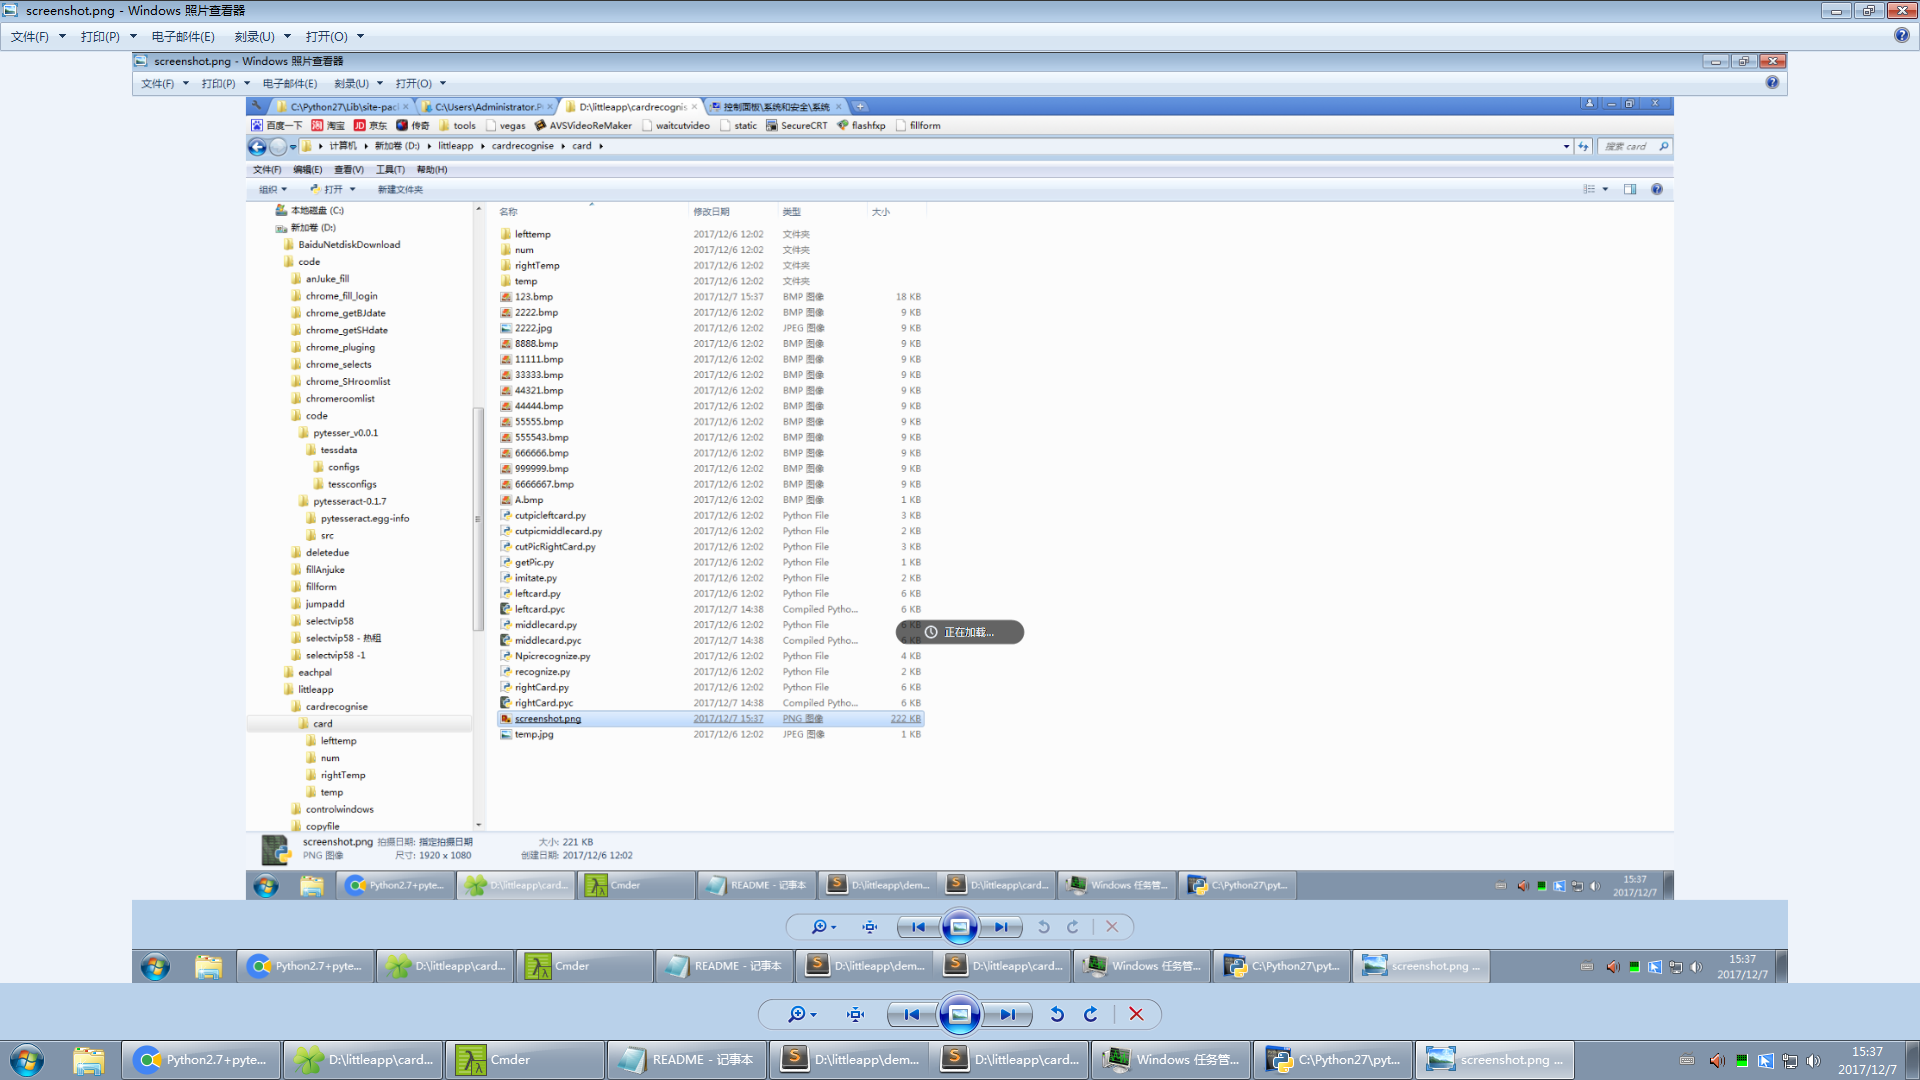 screenshot.png - Windows 照片查看器
文件(F) 打印(P) 电子邮件(E) 刻录(U) 打开(O)
screenshot.png - Windows 照片查看器
文件(F) 打印(P) 电子邮件(E) 刻录(U) 打开(O)
C:\Python27\Lib\site-pac C:\Users\Administrator.P D:\littleapp\cardrecognis 控制面板\系统和安全\系统
百度一下 淘宝 京东 传奇 tools vegas AVSVideoReMaker waitcutvideo static SecureCRT flashfxp fillform
计算机 新加卷 (D:) littleapp cardrecognise card 搜索 card
文件(F) 编辑(E) 查看(V) 工具(T) 帮助(H)
组织 打开 新建文件夹
本地磁盘 (C:)
新加卷 (D:)
BaiduNetdiskDownload
code
anJuke_fill
chrome_fill_login
chrome_getBJdate
chrome_getSHdate
chrome_pluging
chrome_selects
chrome_SHroomlist
chromeroomlist
code
pytesser_v0.0.1
tessdata
configs
tessconfigs
pytesseract-0.1.7
pytesseract.egg-info
src
deletedue
fillAnjuke
fillform
jumpadd
selectvip58
selectvip58 - 热租
selectvip58 -1
eachpal
littleapp
cardrecognise
card
lefttemp
num
rightTemp
temp
controlwindows
copyfile
名称 修改日期 类型 大小
lefttemp 2017/12/6 12:02 文件夹
num 2017/12/6 12:02 文件夹
rightTemp 2017/12/6 12:02 文件夹
temp 2017/12/6 12:02 文件夹
123.bmp 2017/12/7 15:37 BMP 图像 18 KB
2222.bmp 2017/12/6 12:02 BMP 图像 9 KB
2222.jpg 2017/12/6 12:02 JPEG 图像 9 KB
8888.bmp 2017/12/6 12:02 BMP 图像 9 KB
11111.bmp 2017/12/6 12:02 BMP 图像 9 KB
33333.bmp 2017/12/6 12:02 BMP 图像 9 KB
44321.bmp 2017/12/6 12:02 BMP 图像 9 KB
44444.bmp 2017/12/6 12:02 BMP 图像 9 KB
55555.bmp 2017/12/6 12:02 BMP 图像 9 KB
555543.bmp 2017/12/6 12:02 BMP 图像 9 KB
666666.bmp 2017/12/6 12:02 BMP 图像 9 KB
999999.bmp 2017/12/6 12:02 BMP 图像 9 KB
6666667.bmp 2017/12/6 12:02 BMP 图像 9 KB
A.bmp 2017/12/6 12:02 BMP 图像 1 KB
cutpicleftcard.py 2017/12/6 12:02 Python File 3 KB
cutpicmiddlecard.py 2017/12/6 12:02 Python File 2 KB
cutPicRightCard.py 2017/12/6 12:02 Python File 3 KB
getPic.py 2017/12/6 12:02 Python File 1 KB
imitate.py 2017/12/6 12:02 Python File 2 KB
leftcard.py 2017/12/6 12:02 Python File 6 KB
leftcard.pyc 2017/12/7 14:38 Compiled Pytho... 6 KB
middlecard.py 2017/12/6 12:02 Python File 6 KB
middlecard.pyc 2017/12/7 14:38 Compiled Pytho... 6 KB
正在加载...
Npicrecognize.py 2017/12/6 12:02 Python File 4 KB
recognize.py 2017/12/6 12:02 Python File 2 KB
rightCard.py 2017/12/6 12:02 Python File 6 KB
rightCard.pyc 2017/12/7 14:38 Compiled Pytho... 6 KB
screenshot.png 2017/12/7 15:37 PNG 图像 222 KB
temp.jpg 2017/12/6 12:02 JPEG 图像 1 KB
screenshot.png 拍摄日期: 指定拍摄日期 大小: 221 KB
PNG 图像 尺寸: 1920 x 1080 创建日期: 2017/12/6 12:02
Python2.7+pyte... D:\littleapp\card... Cmder README - 记事本 D:\littleapp\dem... D:\littleapp\card... Windows 任务管... C:\Python27\pyt... 15:37
2017/12/7
Python2.7+pyte... D:\littleapp\card... Cmder README - 记事本 D:\littleapp\dem... D:\littleapp\card... Windows 任务管... C:\Python27\pyt... screenshot.png ... 15:37
2017/12/7
Python2.7+pyte... D:\littleapp\card... Cmder README - 记事本 D:\littleapp\dem... D:\littleapp\card... Windows 任务管... C:\Python27\pyt... screenshot.png ... 15:37
2017/12/7